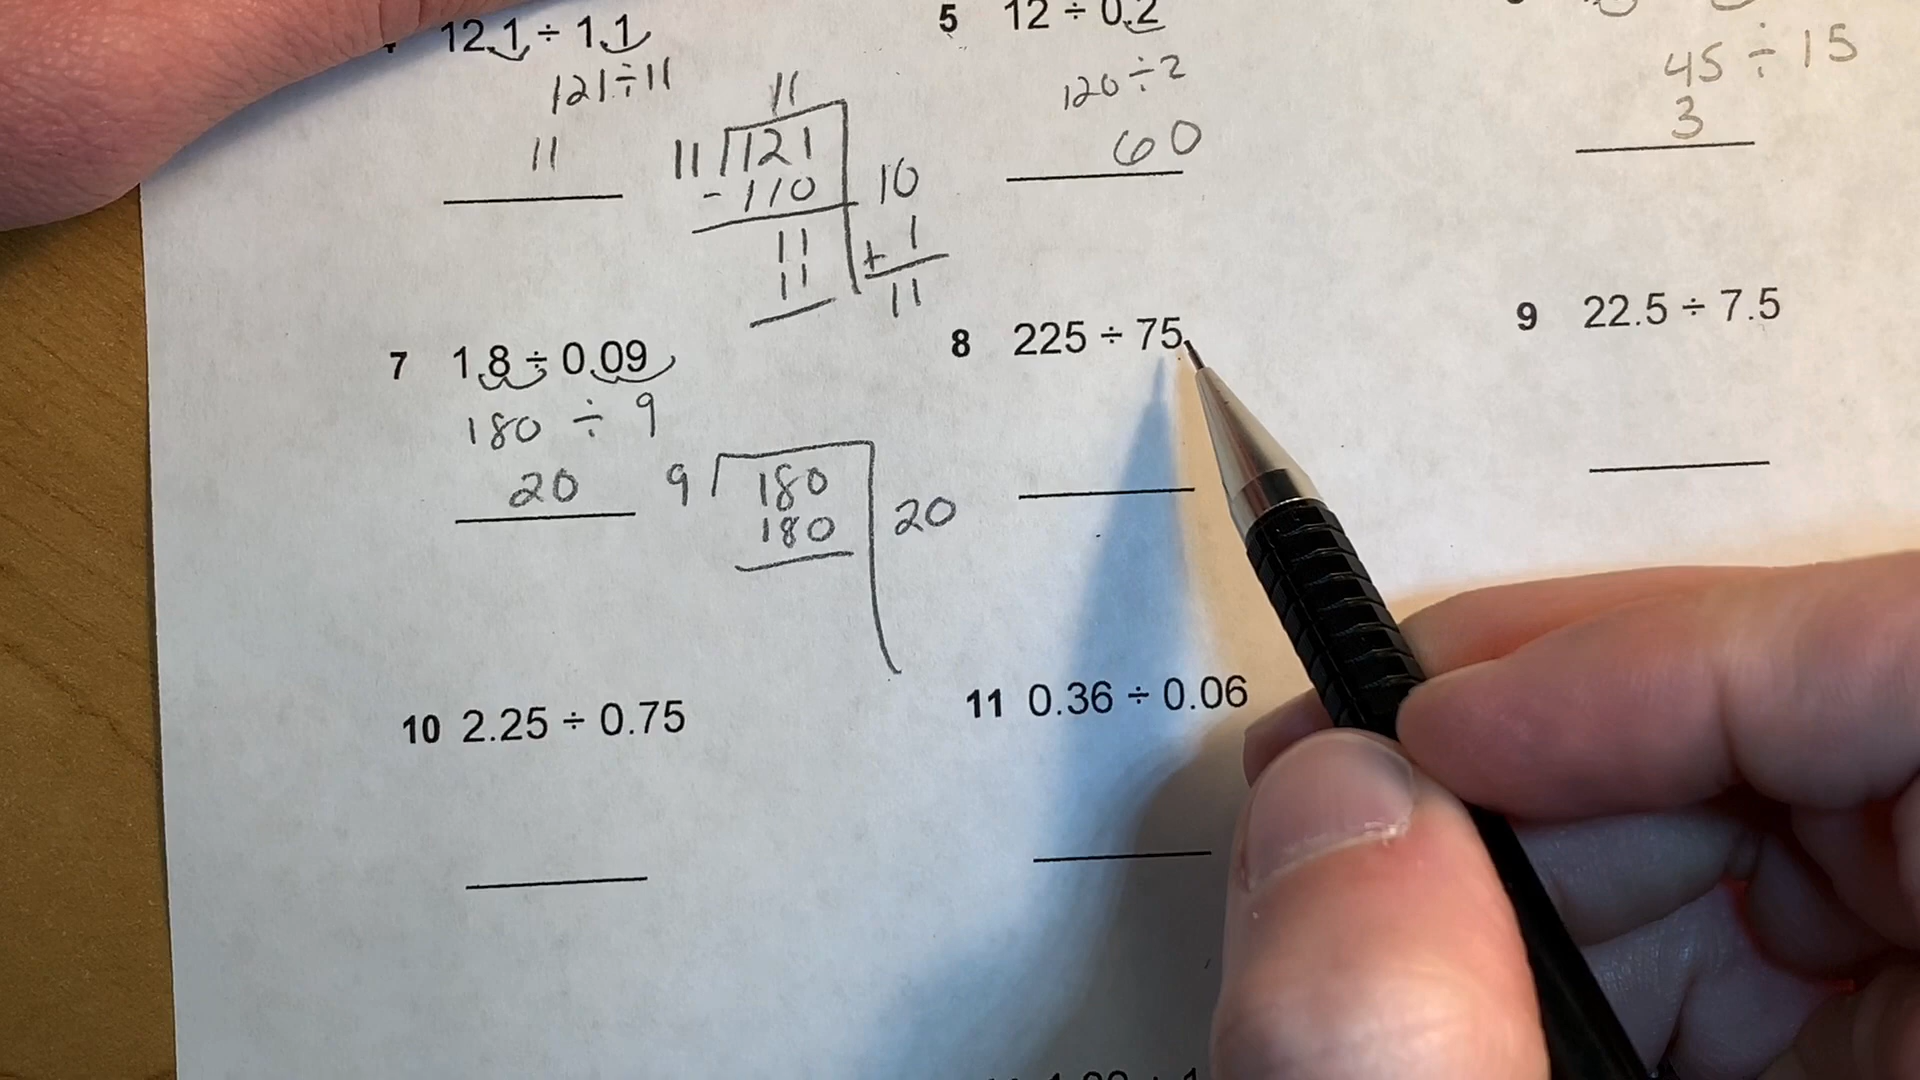 12.1 ÷ 1.1
121 ÷ 11
11
11
11 121
- 110 10
11 + 1
11 11
5 12 ÷ 0.2
120 ÷ 2
60
45 ÷ 15
3
7 1.8 ÷ 0.09
180 ÷ 9
20
9 180
180 20
8 225 ÷ 75
9 22.5 ÷ 7.5
10 2.25 ÷ 0.75
11 0.36 ÷ 0.06